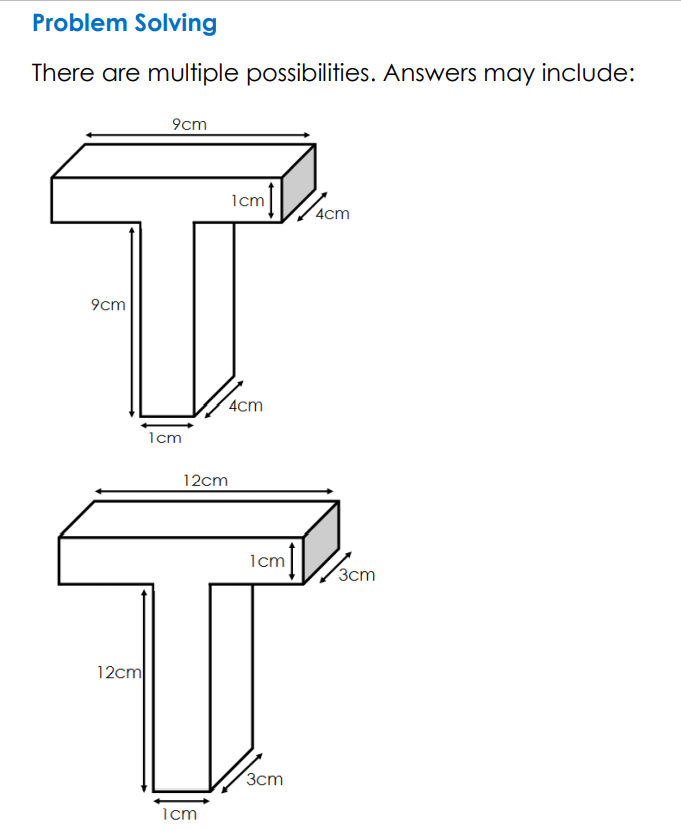 Problem Solving
There are multiple possibilities. Answers may include:
9cm
1cm
4cm
9cm
4cm
1cm
12cm
1cm
3cm
12cm
3cm
1cm